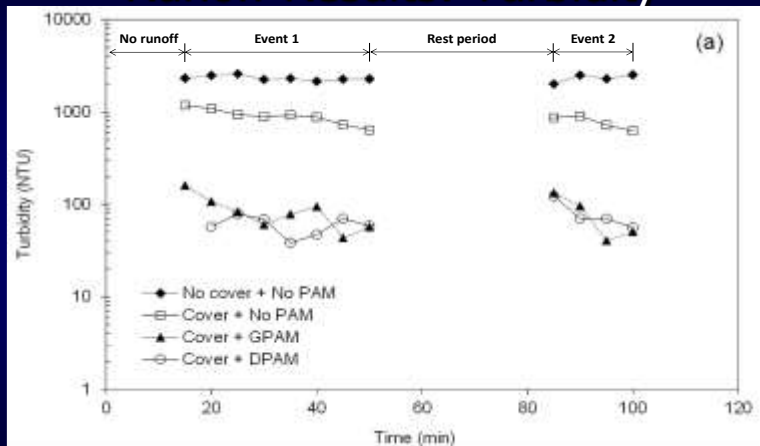 10000
No runoff
Event 1
Rest period
Event 2
(a)
1000
100
10
1
Turbidity (NTU)
No cover + No PAM
Cover + No PAM
Cover + GPAM
Cover + DPAM
0
20
40
60
80
100
120
Time (min)